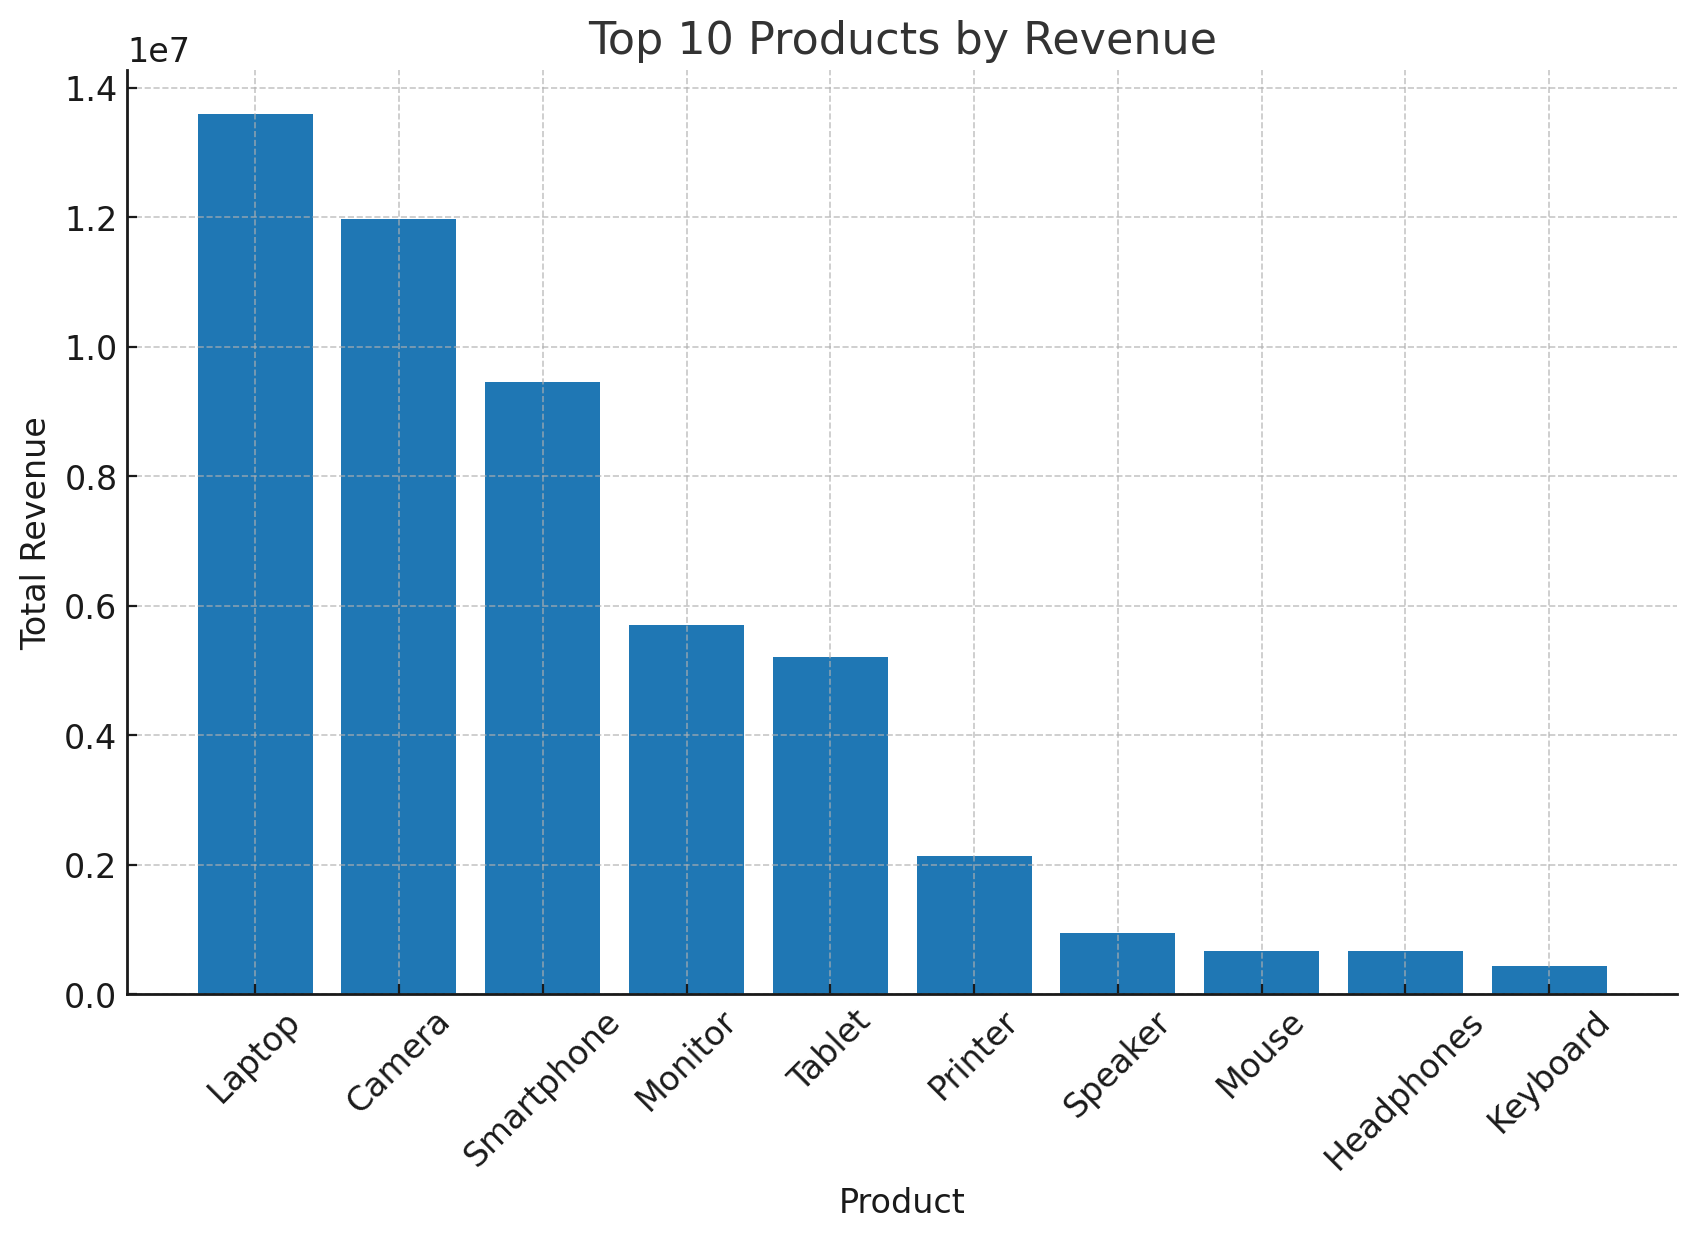 Top 10 Products by Revenue
1e7
1.4
1.2
1.0
0.8
0.6
0.4
0.2
0.0
Total Revenue
Laptop
Camera
Smartphone
Monitor
Tablet
Printer
Speaker
Mouse
Headphones
Keyboard
Product